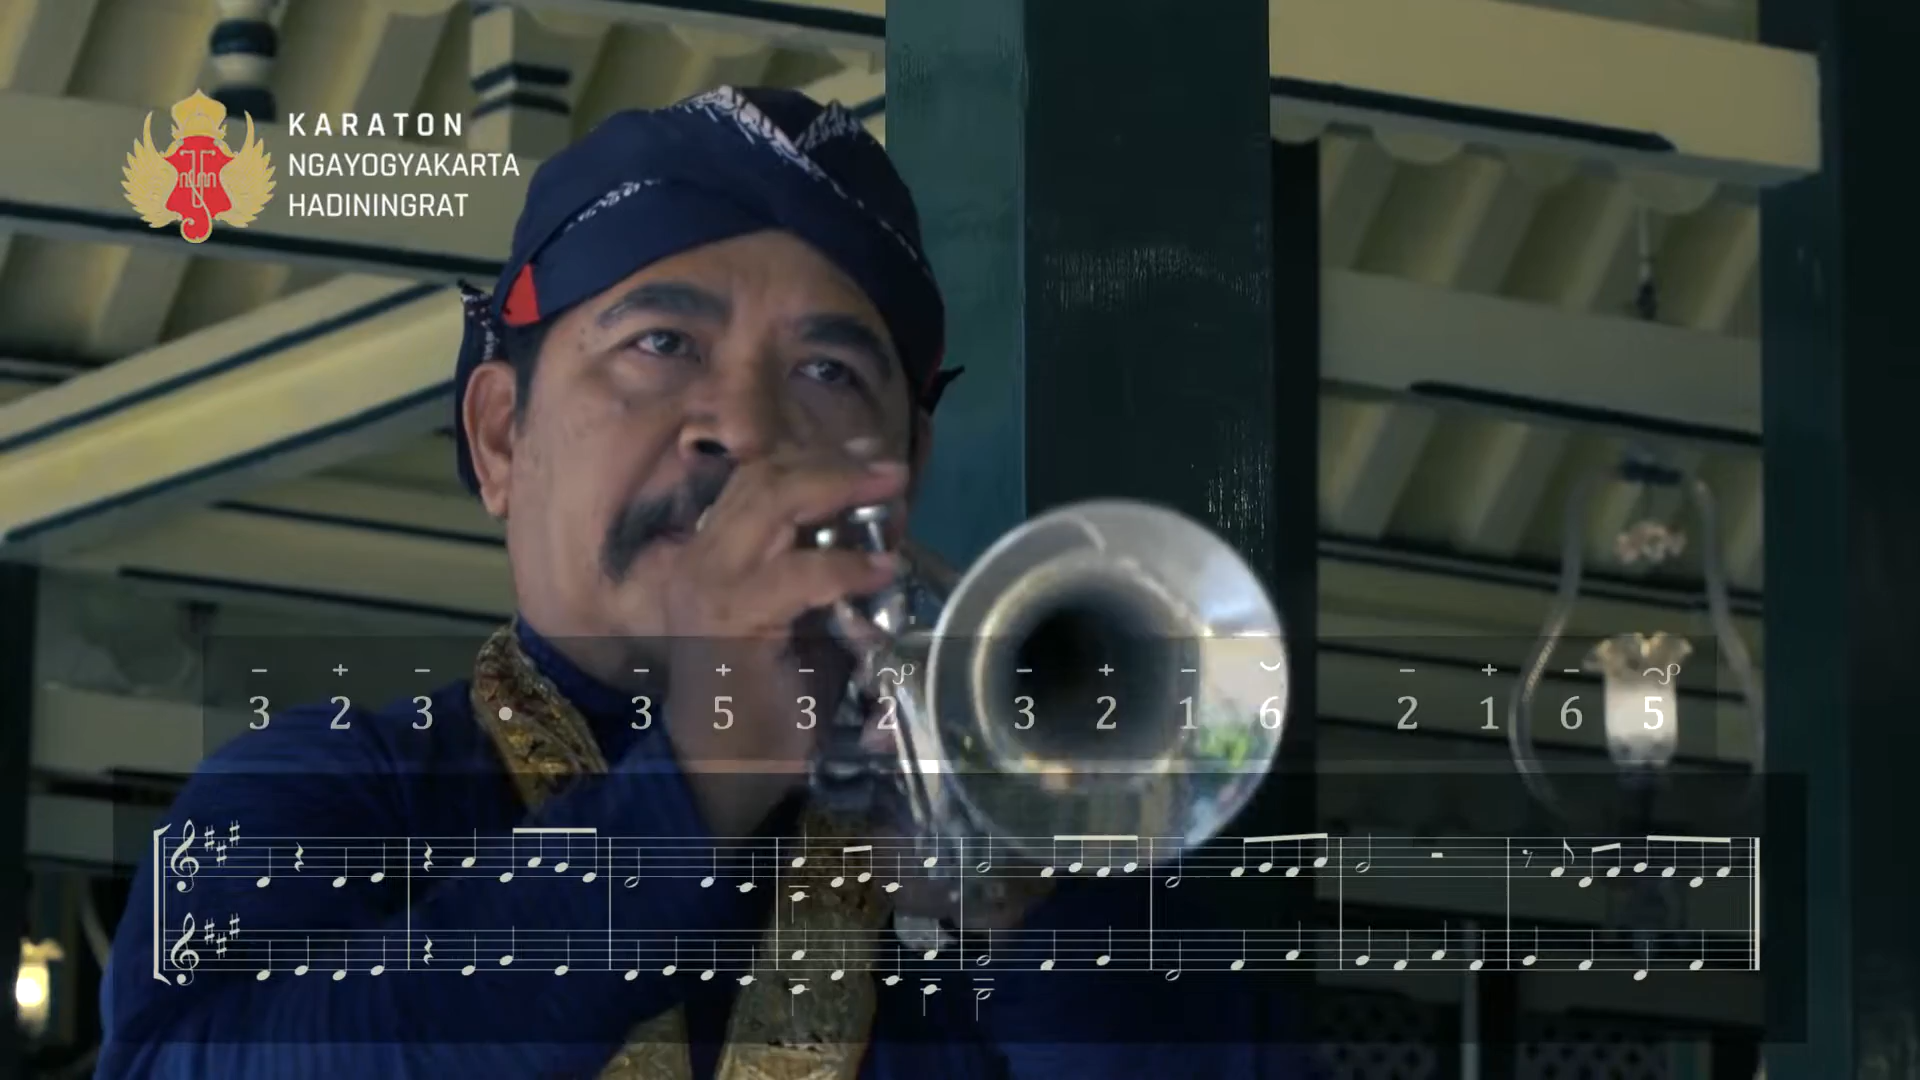 KARATON
NGAYOGYAKARTA
HADININGRAT
- + - - + - - + - - + -
3 2 3 . 3 5 3 2 3 2 1 6 2 1 6 5